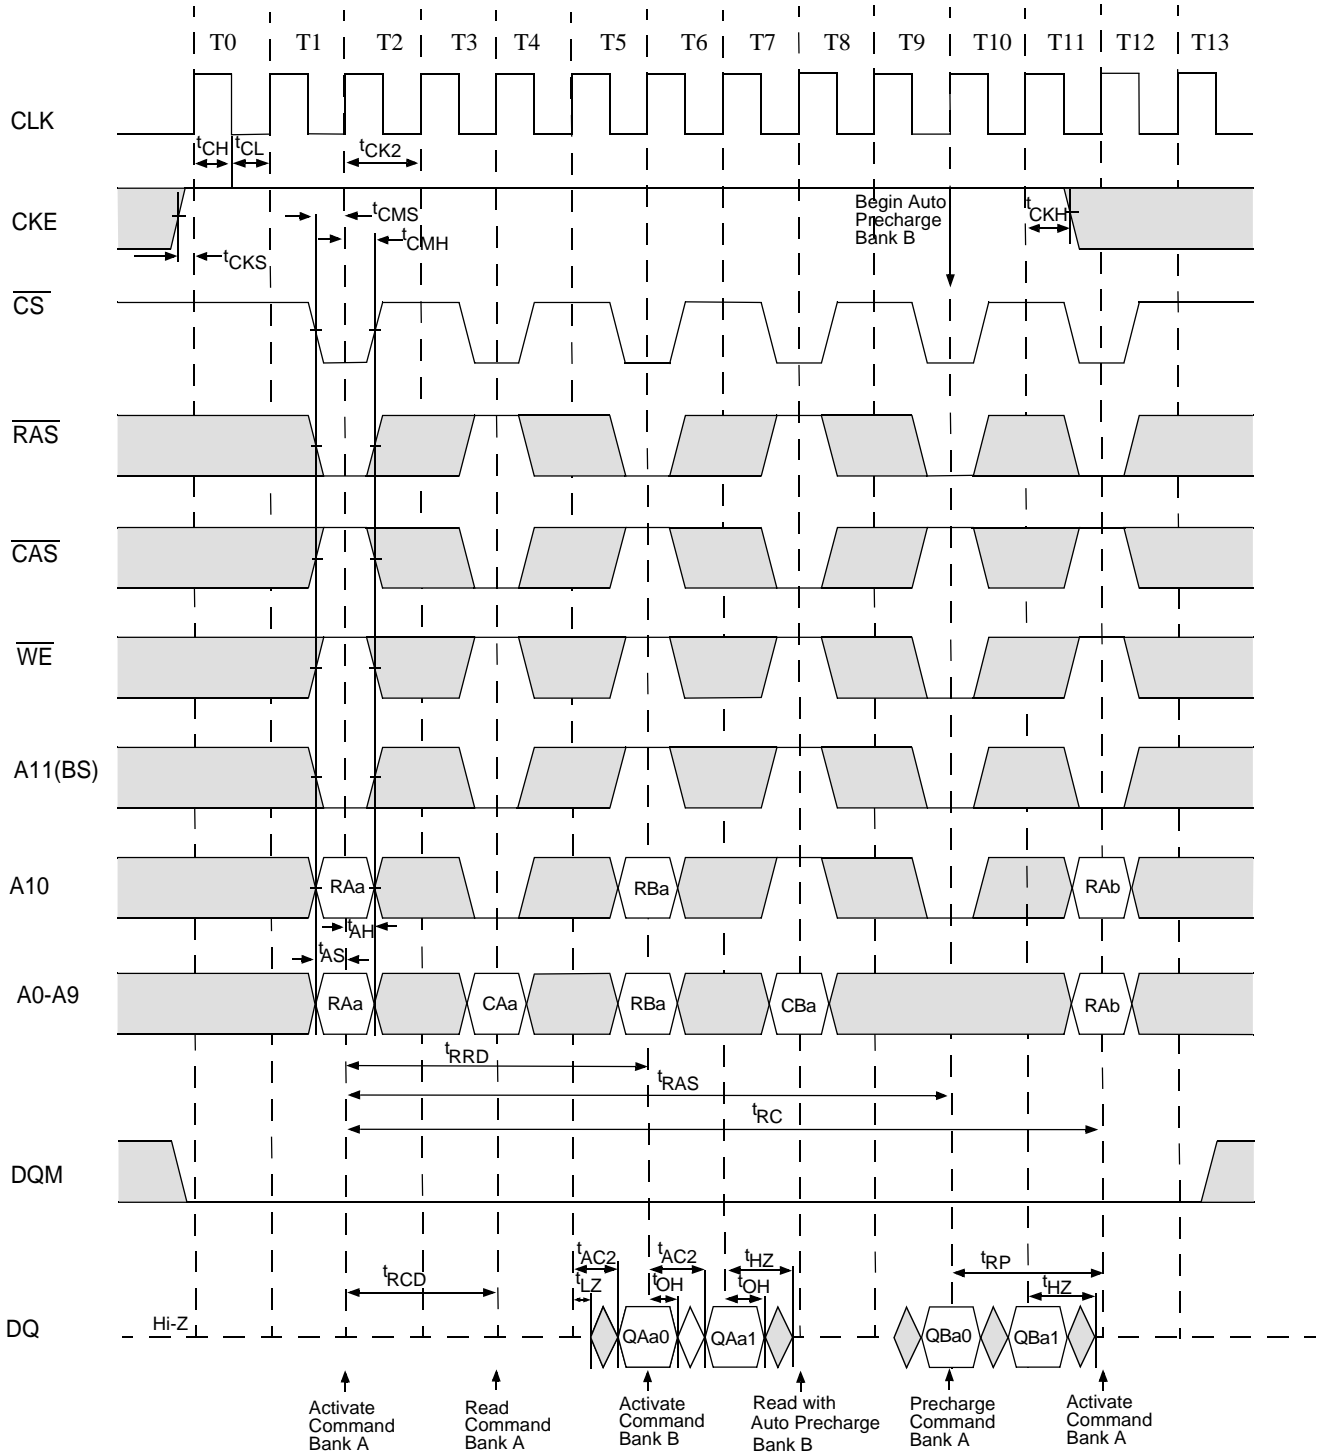 T0 T1 T2 T3 T4 T5 T6 T7 T8 T9 T10 T11 T12 T13
CLK
tCH tCL tCK2
CKE
tCMS
tCMH
tCKS
Begin Auto
Precharge
Bank B
tCKH
CS
RAS
CAS
WE
A11(BS)
A10
RAa RBa RAb
tAH
tAS
A0-A9
RAa CAa RBa CBa RAb
tRRD
tRAS
tRC
DQM
tAC2 tAC2 tHZ tRP
tRCD tLZ tOH tOH tHZ
DQ
Hi-Z
QAa0 QAa1 QBa0 QBa1
Activate
Command
Bank A
Read
Command
Bank A
Activate
Command
Bank B
Read with
Auto Precharge
Bank B
Precharge
Command
Bank A
Activate
Command
Bank A